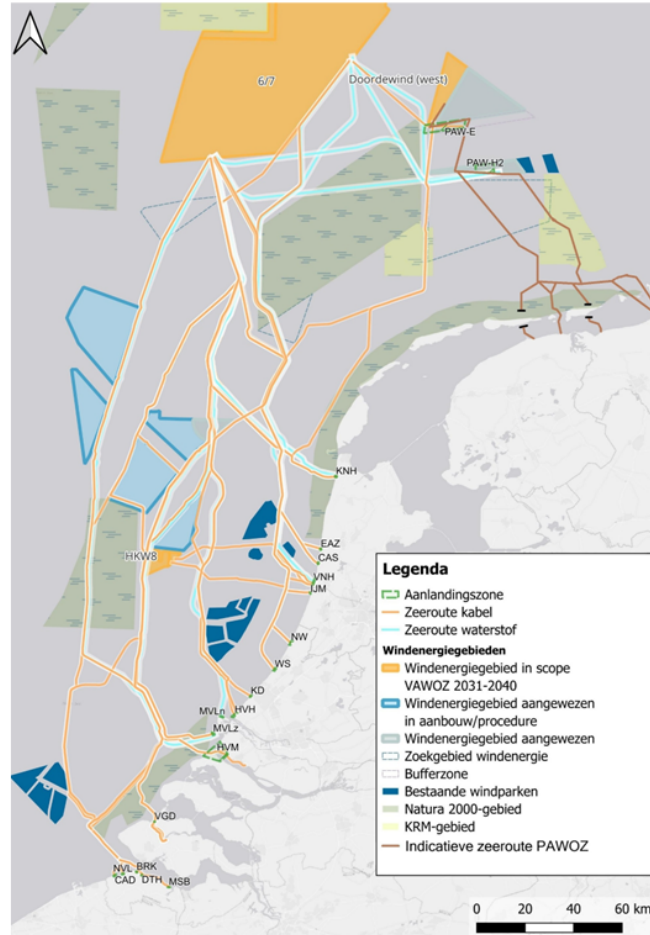 6/7
Doordewind (west)
PAW-E
PAW-H2
KNH
HKW8
EAZ
CAS
VNH
IJM
NW
WS
KD
MVLn
HVH
MVLz
HVM
VGD
NVL
BRK
CAD
DTH
MSB
Legenda
Aanlandingszone
Zeeroute kabel
Zeeroute waterstof
Windenergiegebieden
Windenergiegebied in scope
VAWOZ 2031-2040
Windenergiegebied aangewezen
in aanbouw/procedure
Windenergiegebied aangewezen
Zoekgebied windenergie
Bufferzone
Bestaande windparken
Natura 2000-gebied
KRM-gebied
Indicatieve zeeroute PAWOZ
0 20 40 60 km